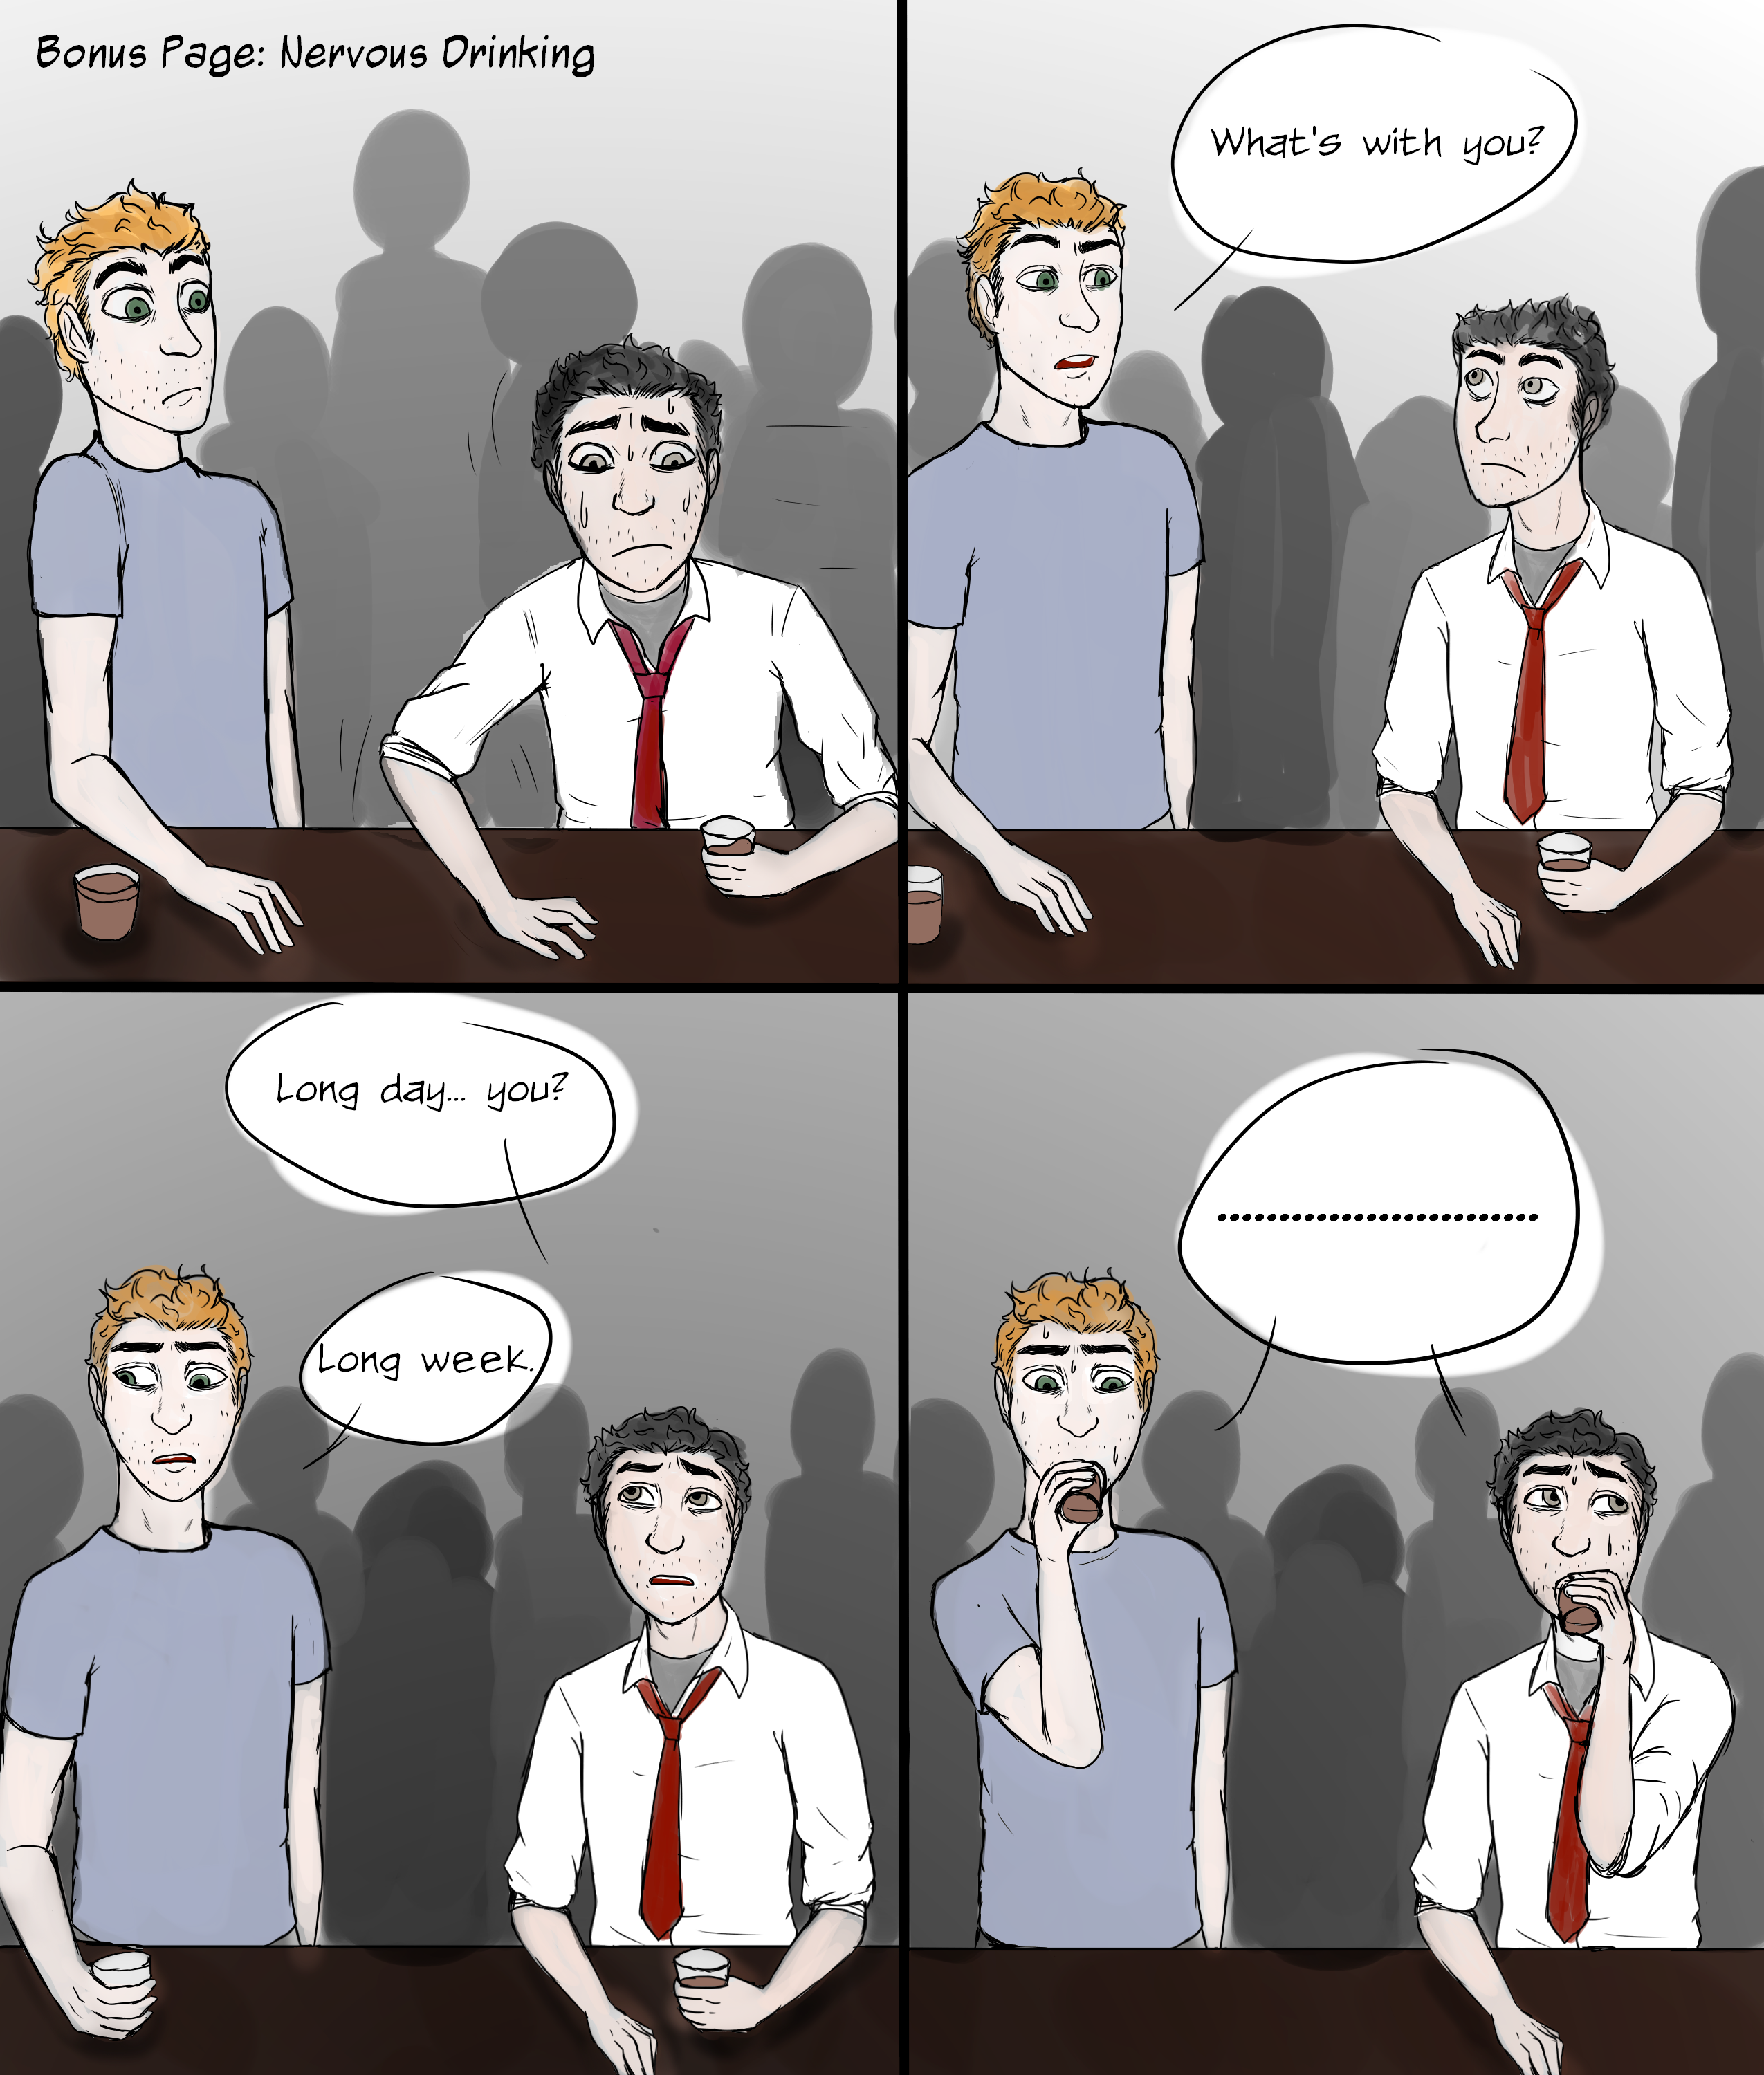 Bonus Page: Nervous Drinking
What's with you?
Long day... you?
Long week.
..........................